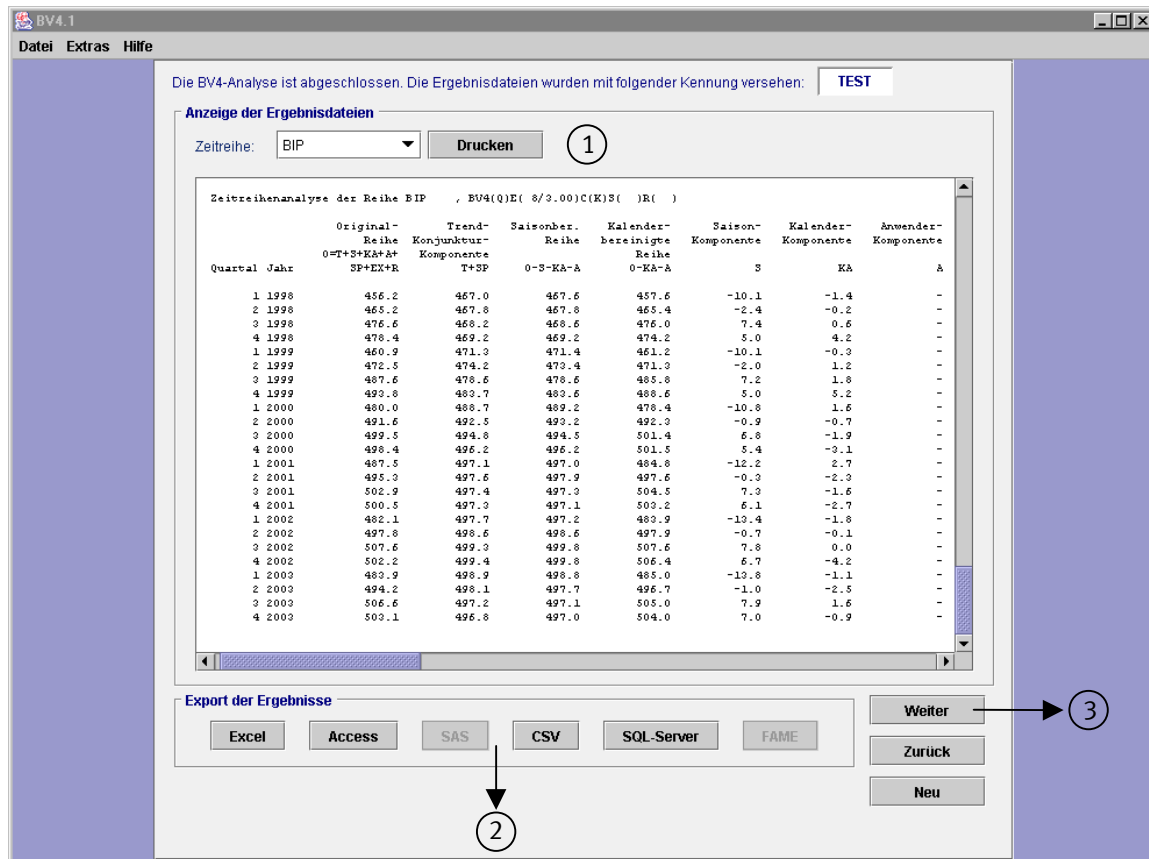 BV4.1
Datei Extras Hilfe
Die BV4-Analyse ist abgeschlossen. Die Ergebnisdateien wurden mit folgender Kennung versehen: TEST
Anzeige der Ergebnisdateien
Zeitreihe: BIP Drucken 1
Zeitreihenanalyse der Reihe BIP , BV4(Q)E( 8/3.00)C(K)S( )R( )
Original- Trend- Saisonber. Kalender- Saison- Kalender- Anwender-
Reihe Konjunktur- Reihe bereinigte Komponente Komponente Komponente
O=T+S+KA+A+ Komponente Reihe
Quartal Jahr SP+EX+R T+SP O-S-KA-A O-KA-A S KA A
1 1998 456.2 467.0 467.6 457.6 -10.1 -1.4 -
2 1998 465.2 467.8 467.8 465.4 -2.4 -0.2 -
3 1998 476.6 468.2 468.6 476.0 7.4 0.6 -
4 1998 478.4 469.2 469.2 474.2 5.0 4.2 -
1 1999 460.9 471.3 471.4 461.2 -10.1 -0.3 -
2 1999 472.5 474.2 473.4 471.3 -2.0 1.2 -
3 1999 487.6 478.6 478.6 485.8 7.2 1.8 -
4 1999 493.8 483.7 483.6 488.6 5.0 5.2 -
1 2000 480.0 488.7 489.2 478.4 -10.8 1.6 -
2 2000 491.6 492.5 493.2 492.3 -0.9 -0.7 -
3 2000 499.5 494.8 494.5 501.4 6.8 -1.9 -
4 2000 498.4 496.2 496.2 501.5 5.4 -3.1 -
1 2001 487.5 497.1 497.0 484.8 -12.2 2.7 -
2 2001 495.3 497.6 497.9 497.6 -0.3 -2.3 -
3 2001 502.9 497.4 497.3 504.5 7.3 -1.6 -
4 2001 500.5 497.3 497.1 503.2 6.1 -2.7 -
1 2002 482.1 497.7 497.2 483.9 -13.4 -1.8 -
2 2002 497.8 498.6 498.6 497.9 -0.7 -0.1 -
3 2002 507.6 499.3 499.8 507.6 7.8 0.0 -
4 2002 502.2 499.4 499.8 506.4 6.7 -4.2 -
1 2003 483.9 498.9 498.8 485.0 -13.8 -1.1 -
2 2003 494.2 498.1 497.7 496.7 -1.0 -2.5 -
3 2003 506.6 497.2 497.1 505.0 7.9 1.6 -
4 2003 503.1 496.8 497.0 504.0 7.0 -0.9 -
Export der Ergebnisse
Excel Access SAS CSV SQL-Server FAME
Weiter 3
Zurück
Neu
2